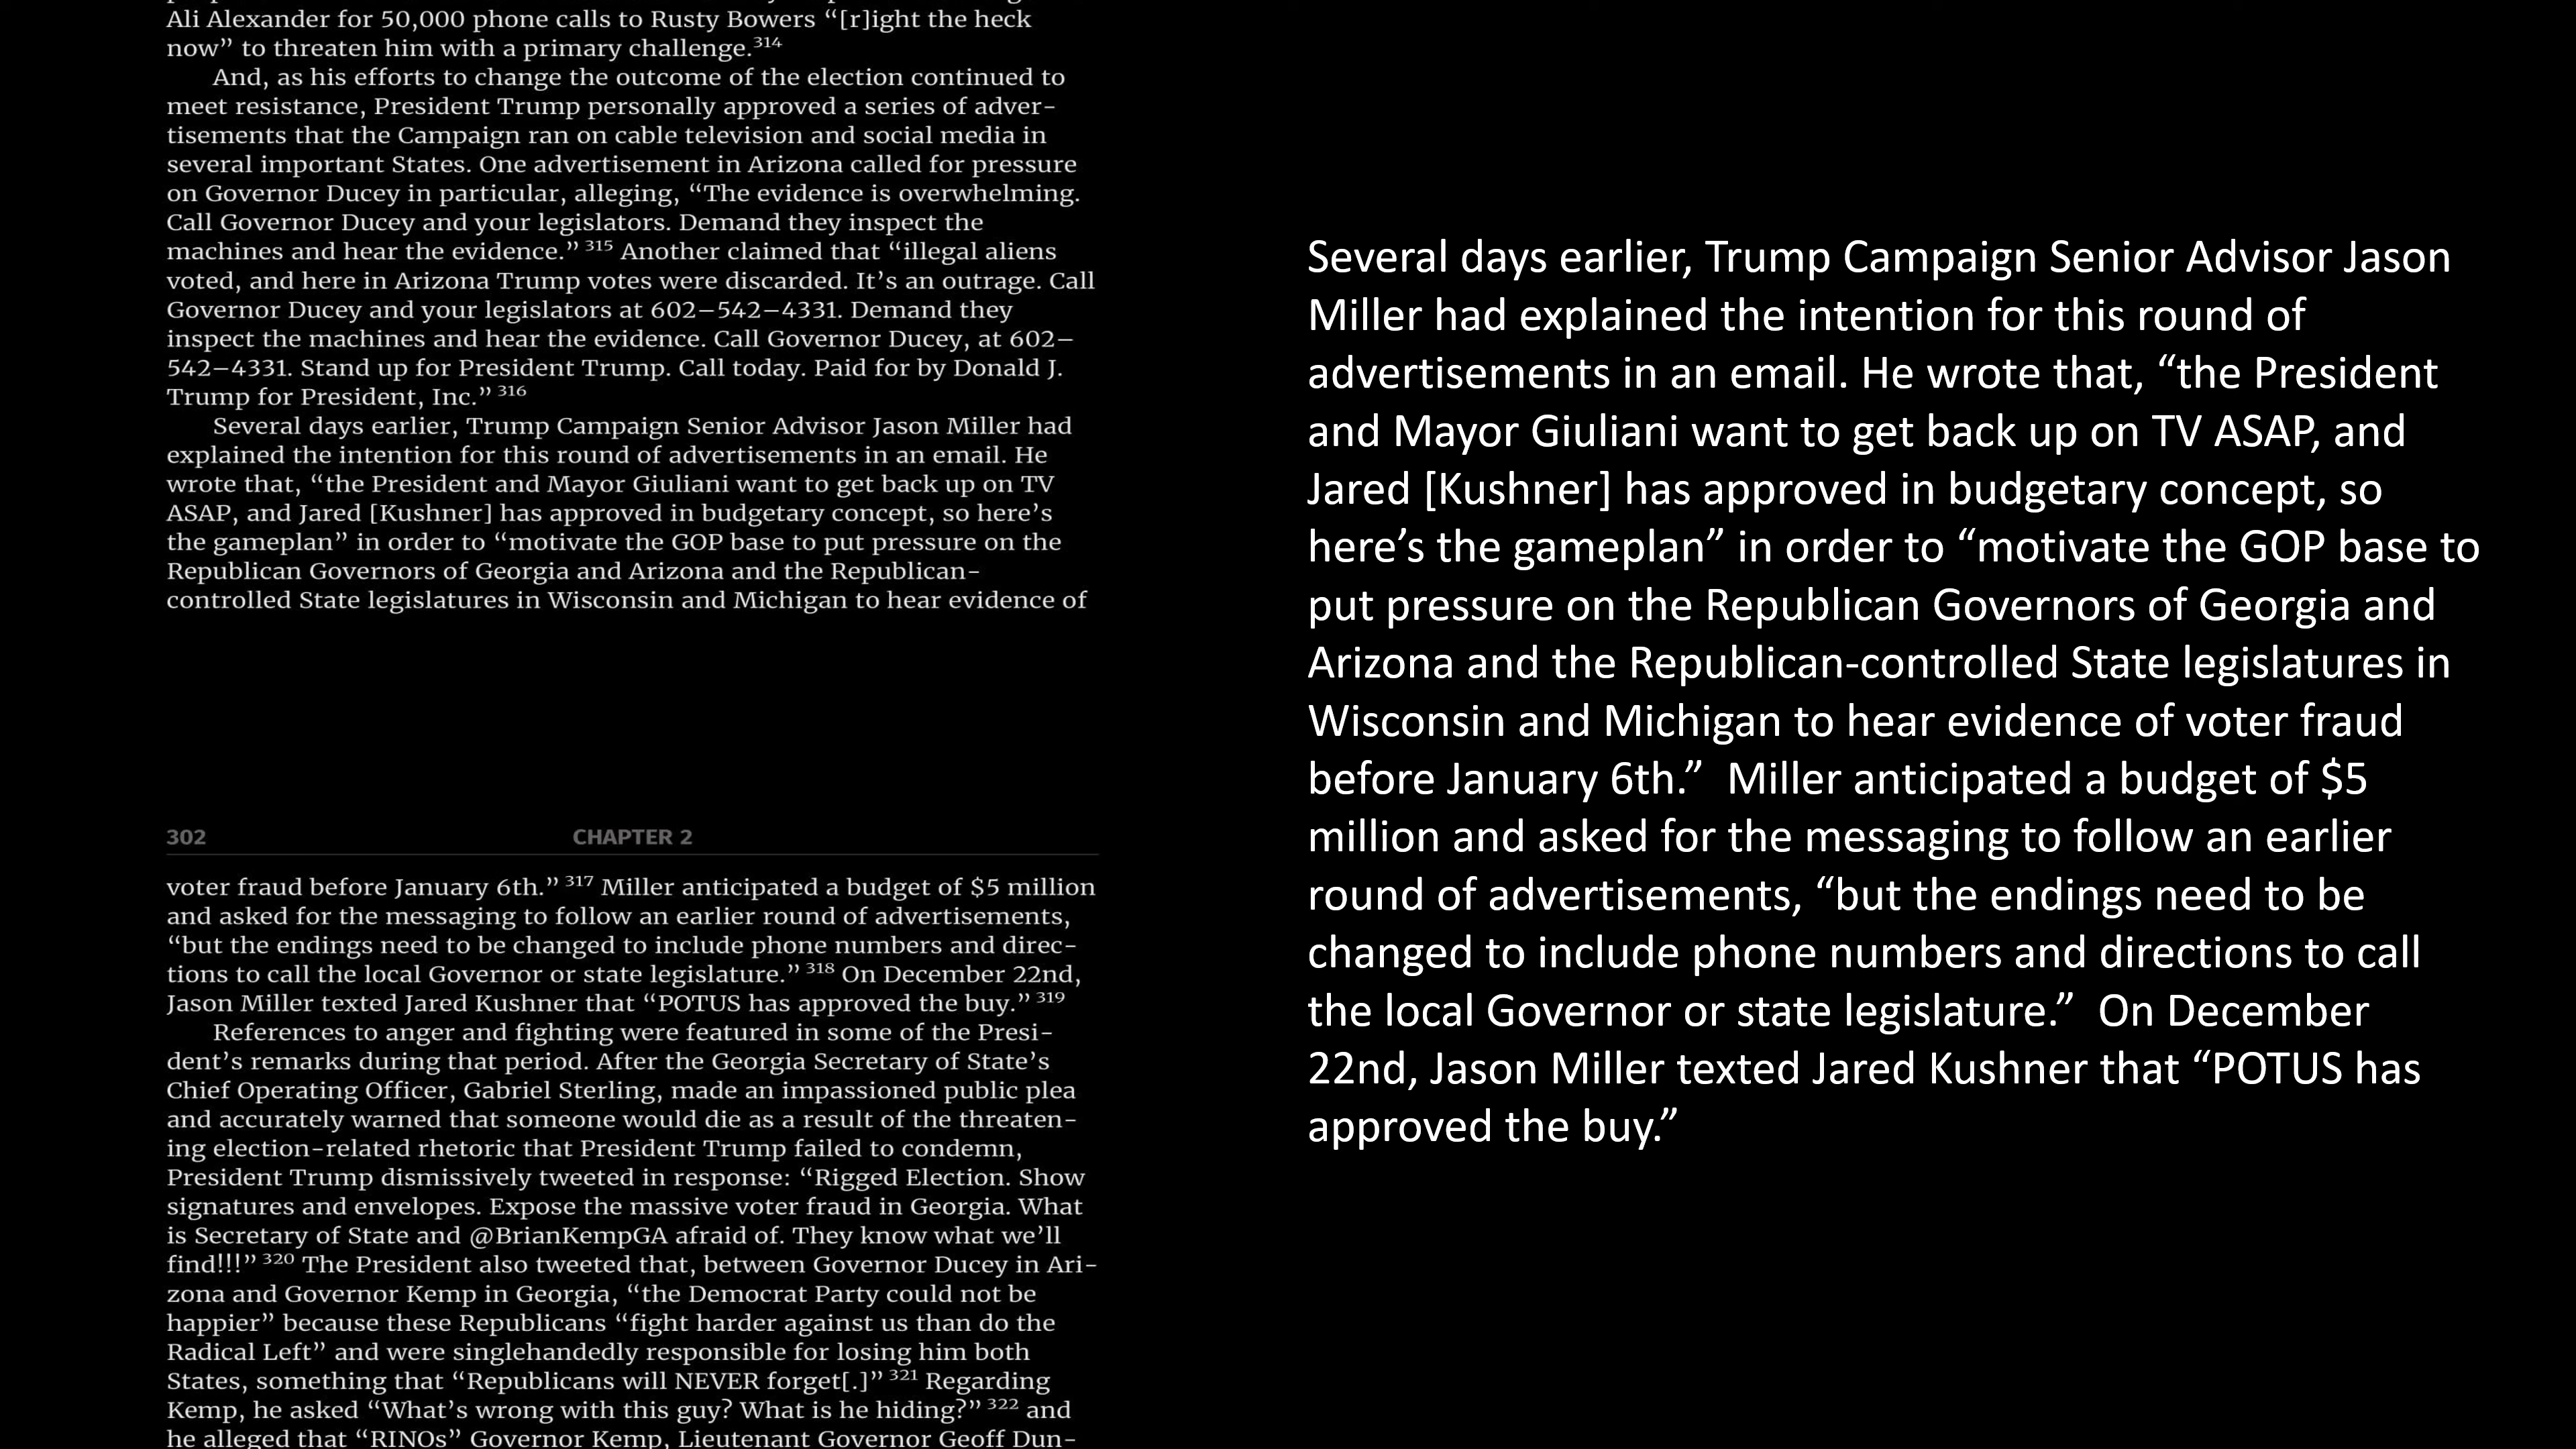 Ali Alexander for 50,000 phone calls to Rusty Bowers “[r]ight the heck
now” to threaten him with a primary challenge.314
And, as his efforts to change the outcome of the election continued to
meet resistance, President Trump personally approved a series of adver-
tisements that the Campaign ran on cable television and social media in
several important States. One advertisement in Arizona called for pressure
on Governor Ducey in particular, alleging, “The evidence is overwhelming.
Call Governor Ducey and your legislators. Demand they inspect the
machines and hear the evidence.” 315 Another claimed that “illegal aliens
voted, and here in Arizona Trump votes were discarded. It’s an outrage. Call
Governor Ducey and your legislators at 602–542–4331. Demand they
inspect the machines and hear the evidence. Call Governor Ducey, at 602–
542–4331. Stand up for President Trump. Call today. Paid for by Donald J.
Trump for President, Inc.” 316
Several days earlier, Trump Campaign Senior Advisor Jason Miller had
explained the intention for this round of advertisements in an email. He
wrote that, “the President and Mayor Giuliani want to get back up on TV
ASAP, and Jared [Kushner] has approved in budgetary concept, so here’s
the gameplan” in order to “motivate the GOP base to put pressure on the
Republican Governors of Georgia and Arizona and the Republican-
controlled State legislatures in Wisconsin and Michigan to hear evidence of
302 CHAPTER 2
voter fraud before January 6th.” 317 Miller anticipated a budget of $5 million
and asked for the messaging to follow an earlier round of advertisements,
“but the endings need to be changed to include phone numbers and direc-
tions to call the local Governor or state legislature.” 318 On December 22nd,
Jason Miller texted Jared Kushner that “POTUS has approved the buy.” 319
References to anger and fighting were featured in some of the Presi-
dent’s remarks during that period. After the Georgia Secretary of State’s
Chief Operating Officer, Gabriel Sterling, made an impassioned public plea
and accurately warned that someone would die as a result of the threaten-
ing election-related rhetoric that President Trump failed to condemn,
President Trump dismissively tweeted in response: “Rigged Election. Show
signatures and envelopes. Expose the massive voter fraud in Georgia. What
is Secretary of State and @BrianKempGA afraid of. They know what we’ll
find!!!” 320 The President also tweeted that, between Governor Ducey in Ari-
zona and Governor Kemp in Georgia, “the Democrat Party could not be
happier” because these Republicans “fight harder against us than do the
Radical Left” and were singlehandedly responsible for losing him both
States, something that “Republicans will NEVER forget[.]” 321 Regarding
Kemp, he asked “What’s wrong with this guy? What is he hiding?” 322 and
he alleged that “RINOs” Governor Kemp, Lieutenant Governor Geoff Dun-
Several days earlier, Trump Campaign Senior Advisor Jason
Miller had explained the intention for this round of
advertisements in an email. He wrote that, “the President
and Mayor Giuliani want to get back up on TV ASAP, and
Jared [Kushner] has approved in budgetary concept, so
here’s the gameplan” in order to “motivate the GOP base to
put pressure on the Republican Governors of Georgia and
Arizona and the Republican-controlled State legislatures in
Wisconsin and Michigan to hear evidence of voter fraud
before January 6th.” Miller anticipated a budget of $5
million and asked for the messaging to follow an earlier
round of advertisements, “but the endings need to be
changed to include phone numbers and directions to call
the local Governor or state legislature.” On December
22nd, Jason Miller texted Jared Kushner that “POTUS has
approved the buy.”